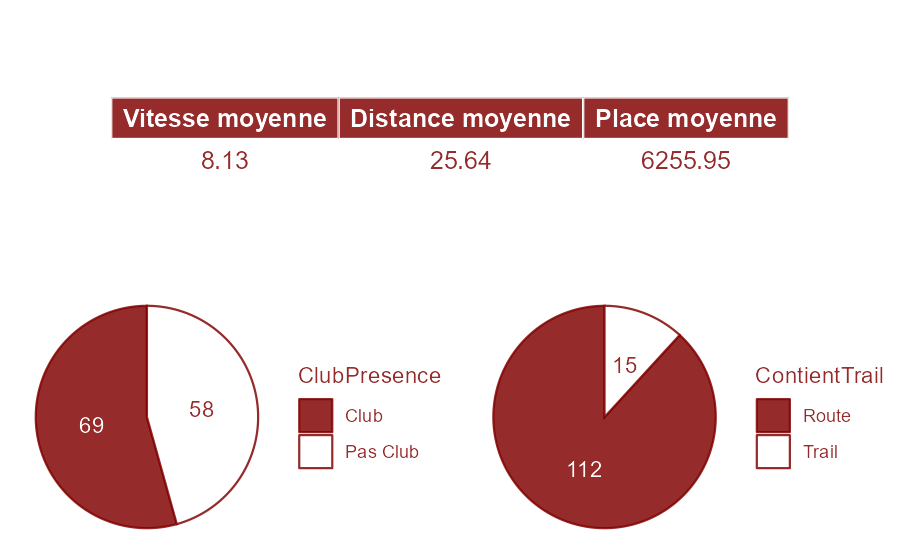 Vitesse moyenne Distance moyenne Place moyenne
8.13 25.64 6255.95
69
58
ClubPresence
Club
Pas Club
15
112
ContientTrail
Route
Trail